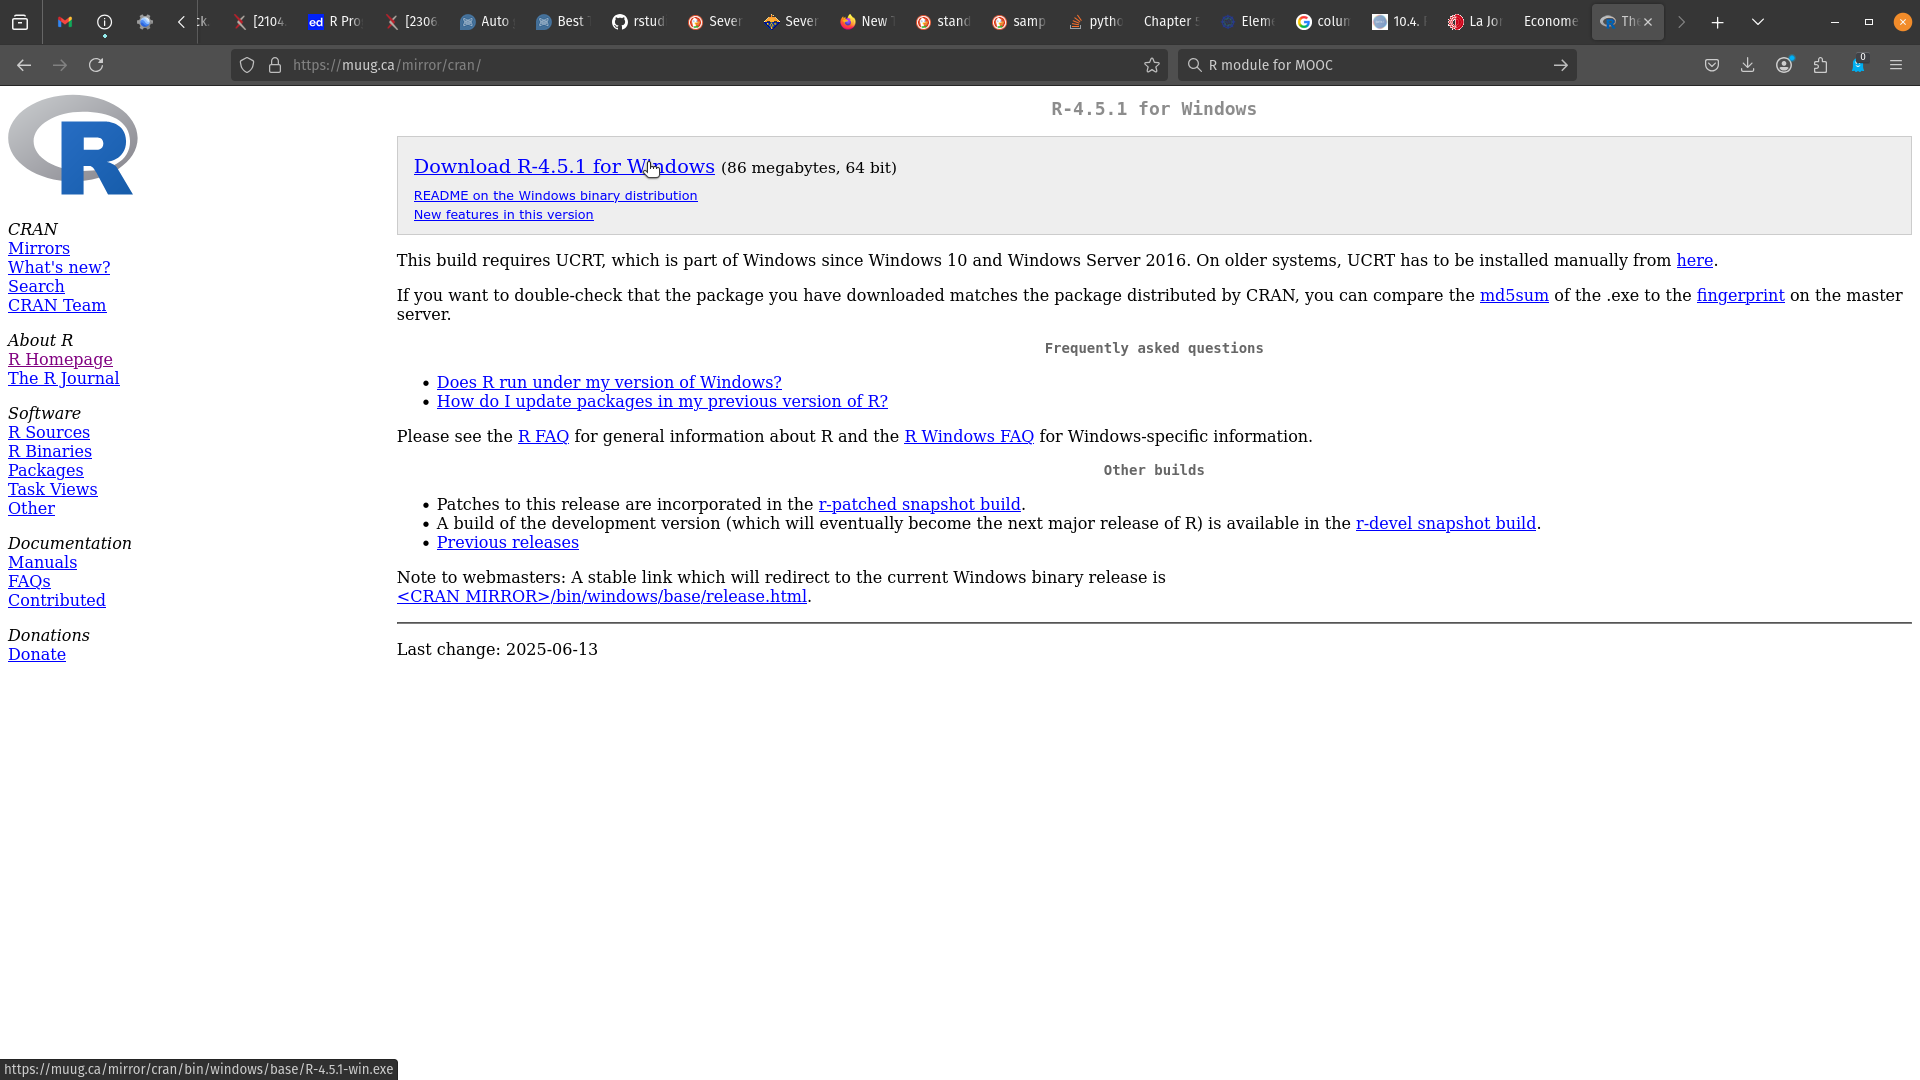 [2104.
ed R Pro
[2306
Auto
Best
rstud
Sever
Sever
New
stand
samp
pytho
Chapter
Eleme
colun
10.4.
La Jor
Econome
The
https://muug.ca/mirror/cran/
R module for MOOC
0
R
CRAN
Mirrors
What's new?
Search
CRAN Team
About R
R Homepage
The R Journal
Software
R Sources
R Binaries
Packages
Task Views
Other
Documentation
Manuals
FAQs
Contributed
Donations
Donate
R-4.5.1 for Windows
Download R-4.5.1 for Windows (86 megabytes, 64 bit)
README on the Windows binary distribution
New features in this version
This build requires UCRT, which is part of Windows since Windows 10 and Windows Server 2016. On older systems, UCRT has to be installed manually from here.
If you want to double-check that the package you have downloaded matches the package distributed by CRAN, you can compare the md5sum of the .exe to the fingerprint on the master
server.
Frequently asked questions
• Does R run under my version of Windows?
• How do I update packages in my previous version of R?
Please see the R FAQ for general information about R and the R Windows FAQ for Windows-specific information.
Other builds
• Patches to this release are incorporated in the r-patched snapshot build.
• A build of the development version (which will eventually become the next major release of R) is available in the r-devel snapshot build.
• Previous releases
Note to webmasters: A stable link which will redirect to the current Windows binary release is
<CRAN MIRROR>/bin/windows/base/release.html.
Last change: 2025-06-13
https://muug.ca/mirror/cran/bin/windows/base/R-4.5.1-win.exe